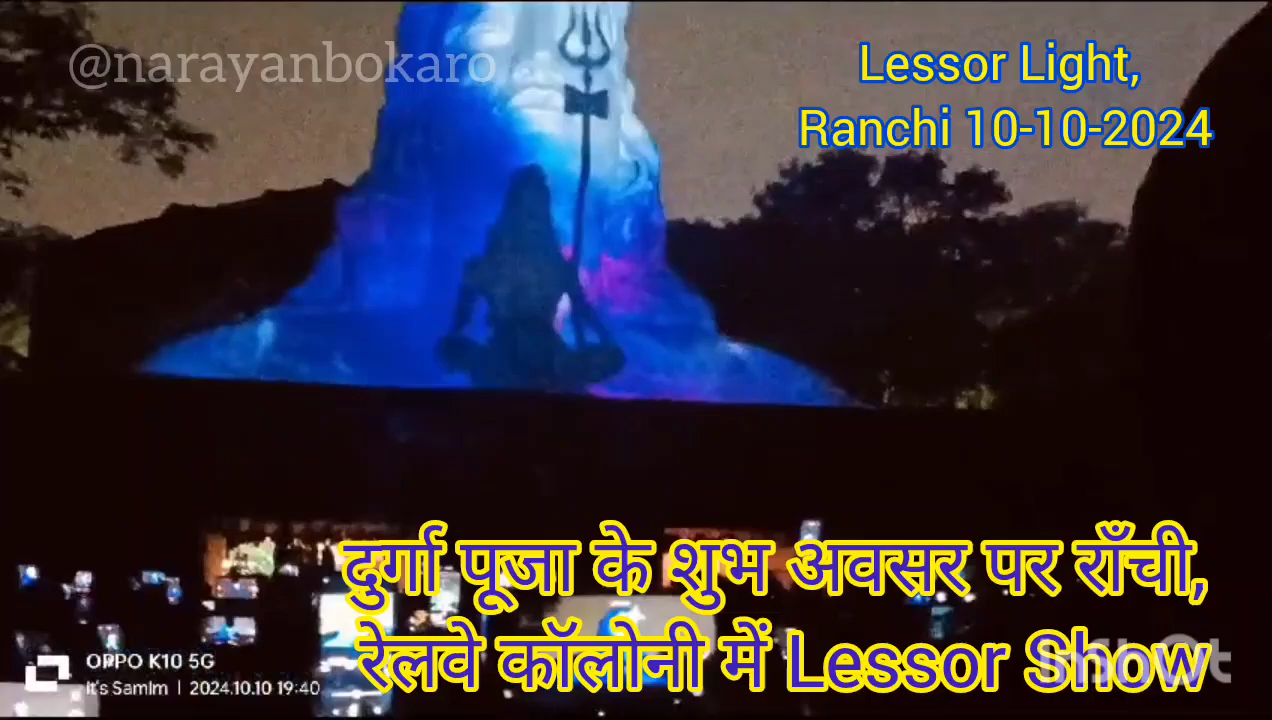 @narayanbokaro
Lessor Light,
Ranchi 10-10-2024
दुर्गा पूजा के शुभ अवसर पर राँची,
रेलवे कॉलोनी में Lessor Show
InShOt
OPPO K10 5G
It's SamIm | 2024.10.10 19:40